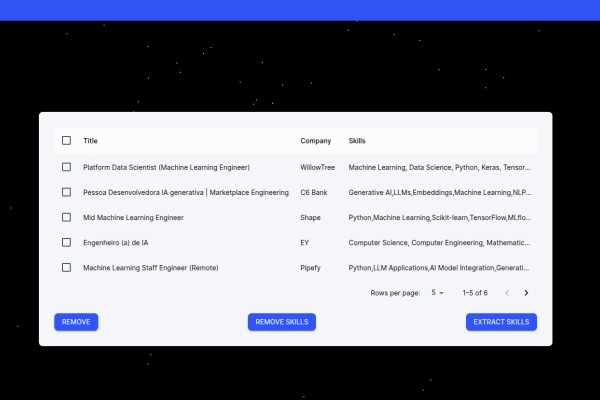 Title Company Skills
Platform Data Scientist (Machine Learning Engineer) WillowTree Machine Learning, Data Science, Python, Keras, Tensor...
Pessoa Desenvolvedora IA generativa | Marketplace Engineering C6 Bank Generative AI,LLMs,Embeddings,Machine Learning,NLP...
Mid Machine Learning Engineer Shape Python,Machine Learning,Scikit-learn,TensorFlow,MLflo...
Engenheiro (a) de IA EY Computer Science, Computer Engineering, Mathematic...
Machine Learning Staff Engineer (Remote) Pipefy Python,LLM Applications,AI Model Integration,Generati...
Rows per page: 5 1–5 of 6
REMOVE REMOVE SKILLS EXTRACT SKILLS